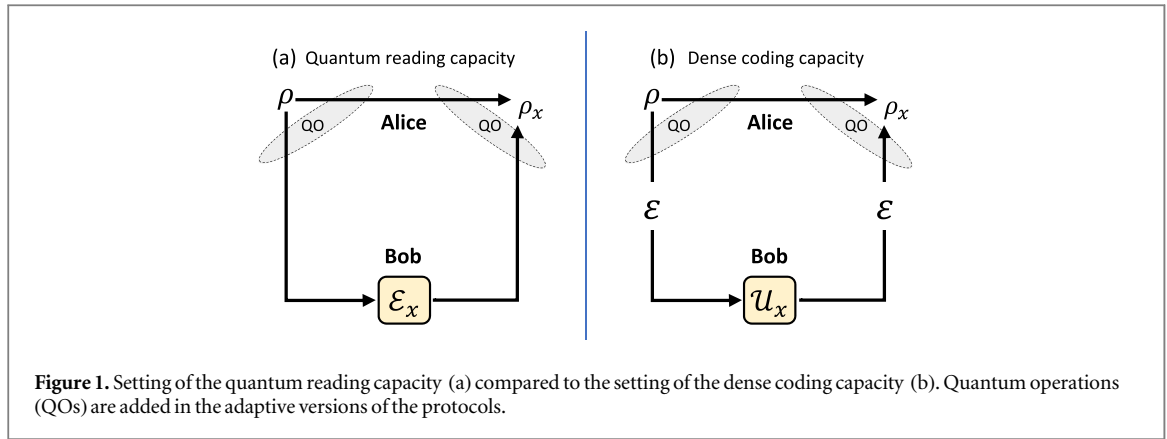 (a) Quantum reading capacity
ρ
ρₓ
QO
Alice
QO
Bob
ℰₓ
(b) Dense coding capacity
ρ
ρₓ
QO
Alice
QO
ℰ
ℰ
Bob
𝒰ₓ
Figure 1. Setting of the quantum reading capacity (a) compared to the setting of the dense coding capacity (b). Quantum operations
(QOs) are added in the adaptive versions of the protocols.